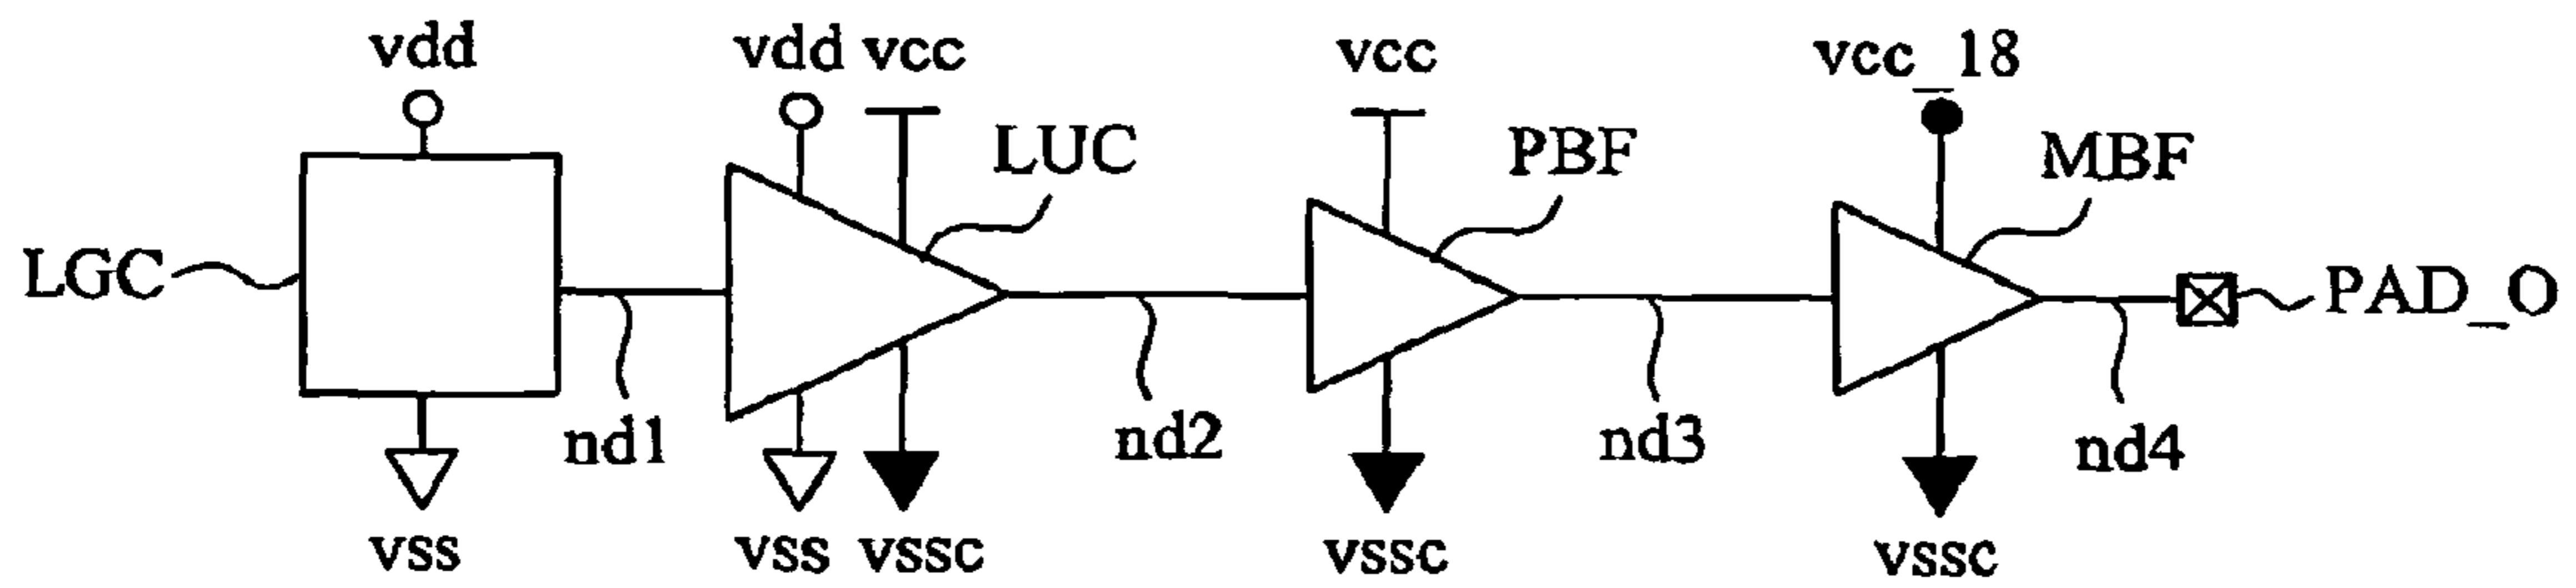 vdd
vdd
vcc
vcc
vcc_18
LUC
PBF
MBF
LGC
PAD_O
nd1
nd2
nd3
nd4
vss
vss
vssc
vssc
vssc